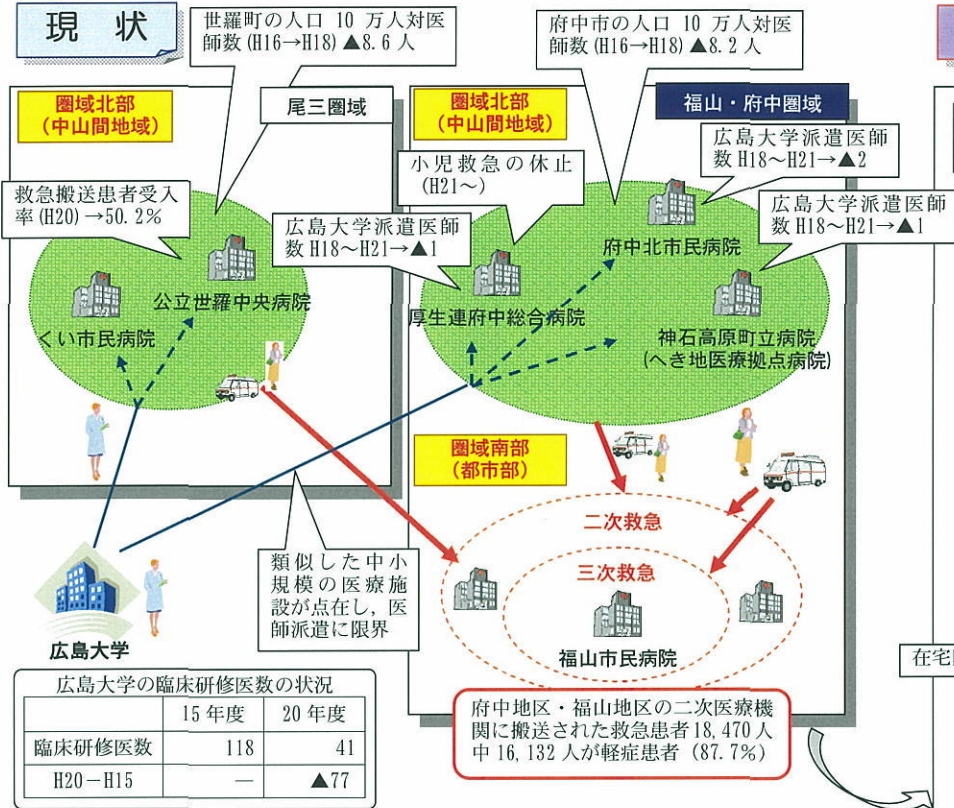 現 状
世羅町の人口 10 万人対医
師数(H16→H18)▲8.6 人
府中市の人口 10 万人対医
師数(H16→H18)▲8.2 人
圏域北部
(中山間地域)
尾三圏域
圏域北部
(中山間地域)
福山・府中圏域
救急搬送患者受入
率(H20)→50.2%
広島大学派遣医師
数 H18~H21→▲1
小児救急の休止
(H21~)
広島大学派遣医師
数 H18~H21→▲2
広島大学派遣医師
数 H18~H21→▲1
公立世羅中央病院
くい市民病院
府中北市民病院
厚生連府中総合病院
神石高原町立病院
(へき地医療拠点病院)
圏域南部
(都市部)
二次救急
三次救急
福山市民病院
類似した中小
規模の医療施
設が点在し,医
師派遣に限界
広島大学
広島大学の臨床研修医数の状況
15 年度 20 年度
臨床研修医数 118 41
H20-H15 — ▲77
府中地区・福山地区の二次医療機
関に搬送された救急患者 18,470 人
中 16,132 人が軽症患者 (87.7%)
在宅